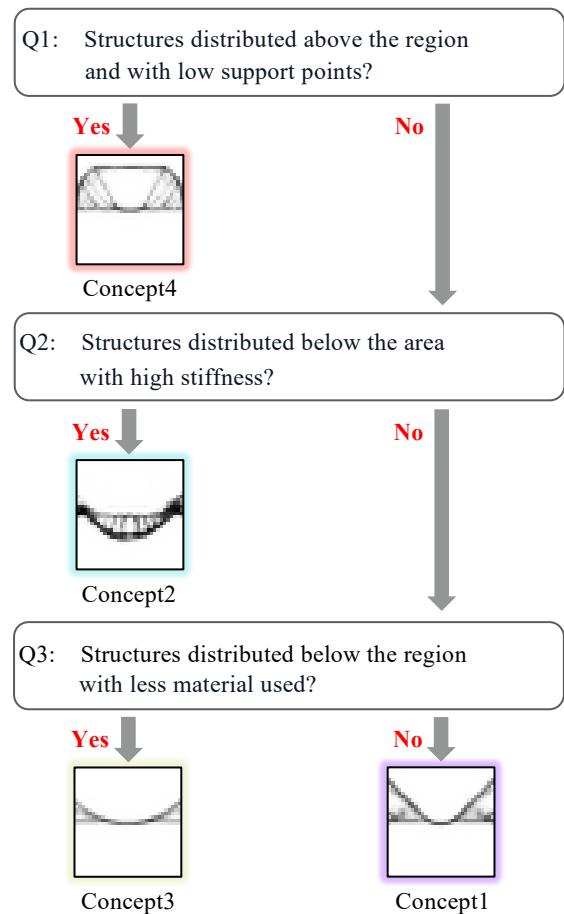 Q1: Structures distributed above the region
and with low support points?
Yes No
Concept4
Q2: Structures distributed below the area
with high stiffness?
Yes No
Concept2
Q3: Structures distributed below the region
with less material used?
Yes No
Concept3 Concept1